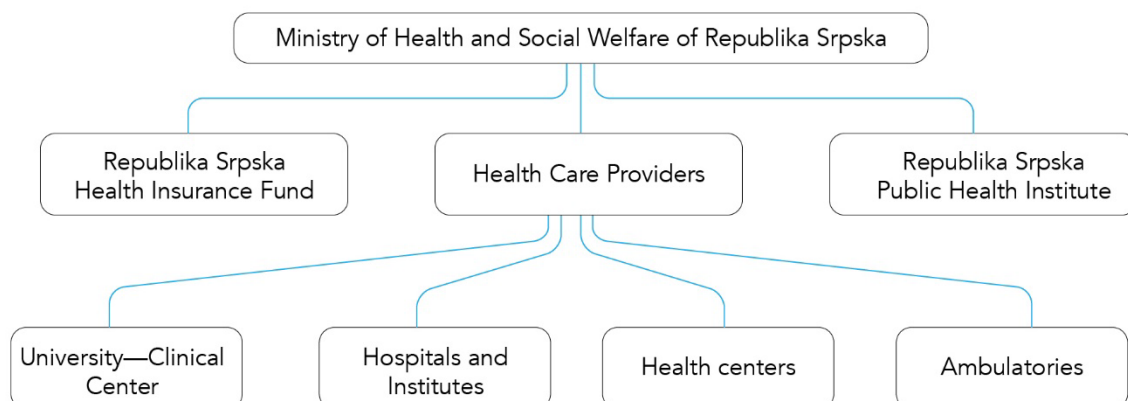 Ministry of Health and Social Welfare of Republika Srpska
Republika Srpska
Health Insurance Fund
Health Care Providers
Republika Srpska
Public Health Institute
University—Clinical
Center
Hospitals and
Institutes
Health centers
Ambulatories